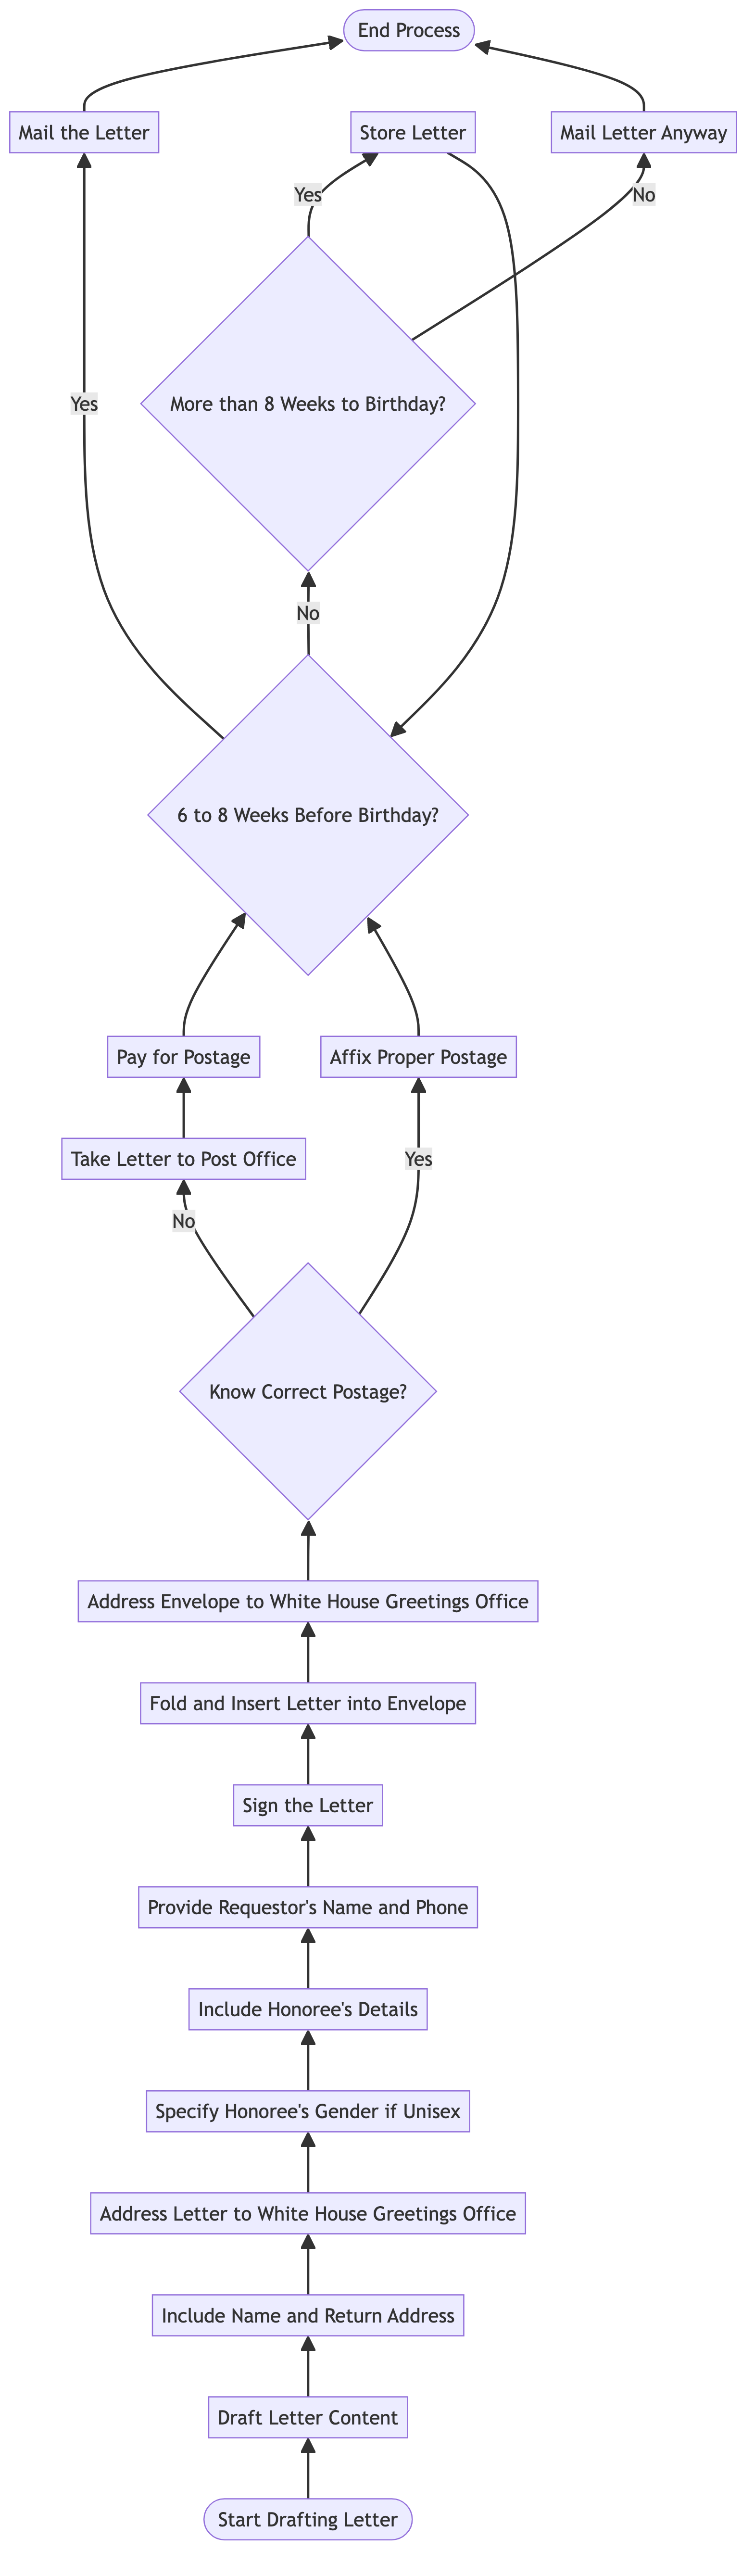 End Process
Mail the Letter
Store Letter
Mail Letter Anyway
Yes
No
More than 8 Weeks to Birthday?
Yes
No
6 to 8 Weeks Before Birthday?
Pay for Postage
Affix Proper Postage
Take Letter to Post Office
Yes
No
Know Correct Postage?
Address Envelope to White House Greetings Office
Fold and Insert Letter into Envelope
Sign the Letter
Provide Requestor's Name and Phone
Include Honoree's Details
Specify Honoree's Gender if Unisex
Address Letter to White House Greetings Office
Include Name and Return Address
Draft Letter Content
Start Drafting Letter